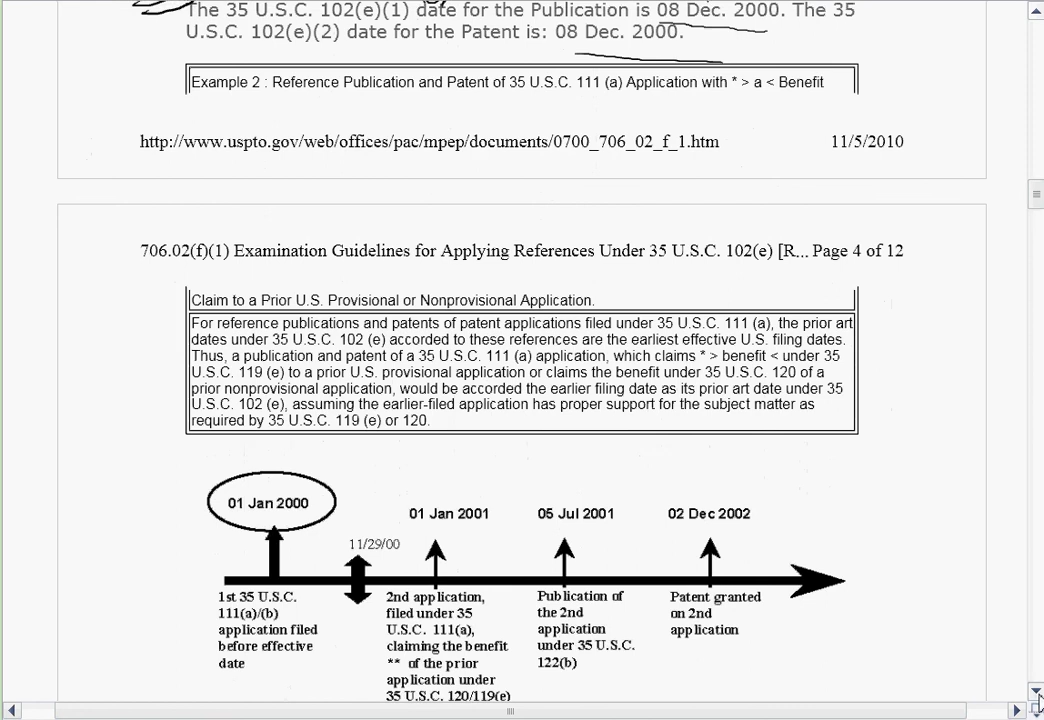 The 35 U.S.C. 102(e)(1) date for the Publication is 08 Dec. 2000. The 35
U.S.C. 102(e)(2) date for the Patent is: 08 Dec. 2000.
Example 2 : Reference Publication and Patent of 35 U.S.C. 111 (a) Application with * > a < Benefit
http://www.uspto.gov/web/offices/pac/mpep/documents/0700_706_02_f_1.htm 11/5/2010
706.02(f)(1) Examination Guidelines for Applying References Under 35 U.S.C. 102(e) [R... Page 4 of 12
Claim to a Prior U.S. Provisional or Nonprovisional Application.
For reference publications and patents of patent applications filed under 35 U.S.C. 111 (a), the prior art
dates under 35 U.S.C. 102 (e) accorded to these references are the earliest effective U.S. filing dates.
Thus, a publication and patent of a 35 U.S.C. 111 (a) application, which claims * > benefit < under 35
U.S.C. 119 (e) to a prior U.S. provisional application or claims the benefit under 35 U.S.C. 120 of a
prior nonprovisional application, would be accorded the earlier filing date as its prior art date under 35
U.S.C. 102 (e), assuming the earlier-filed application has proper support for the subject matter as
required by 35 U.S.C. 119 (e) or 120.
01 Jan 2000
01 Jan 2001
05 Jul 2001
02 Dec 2002
11/29/00
1st 35 U.S.C.
111(a)/(b)
application filed
before effective
date
2nd application,
filed under 35
U.S.C. 111(a),
claiming the benefit
** of the prior
application under
35 U.S.C. 120/119(e)
Publication of
the 2nd
application
under 35 U.S.C.
122(b)
Patent granted
on 2nd
application